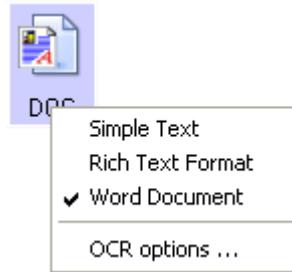 DOC
Simple Text
Rich Text Format
Word Document
OCR options ...